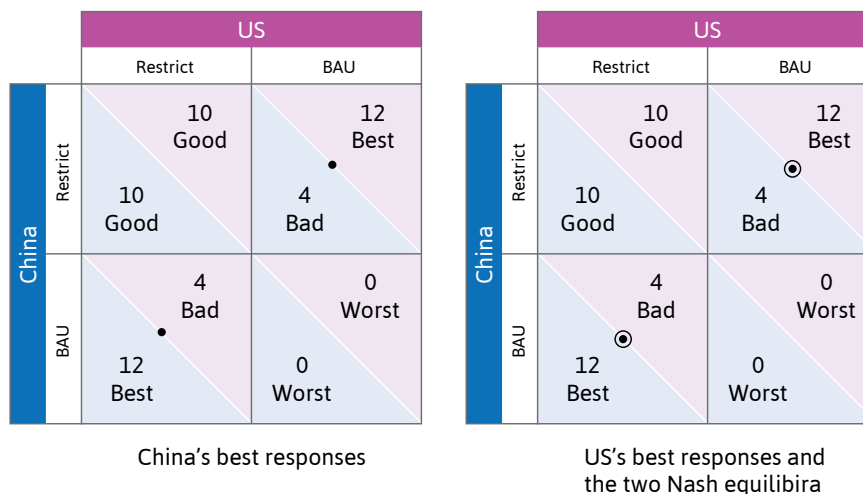 US
Restrict
BAU
China
Restrict
10
Good
10
Good
12
Best
4
Bad
BAU
4
Bad
12
Best
0
Worst
0
Worst
China's best responses
US
Restrict
BAU
China
Restrict
10
Good
10
Good
12
Best
4
Bad
BAU
4
Bad
12
Best
0
Worst
0
Worst
US's best responses and
the two Nash equilibira